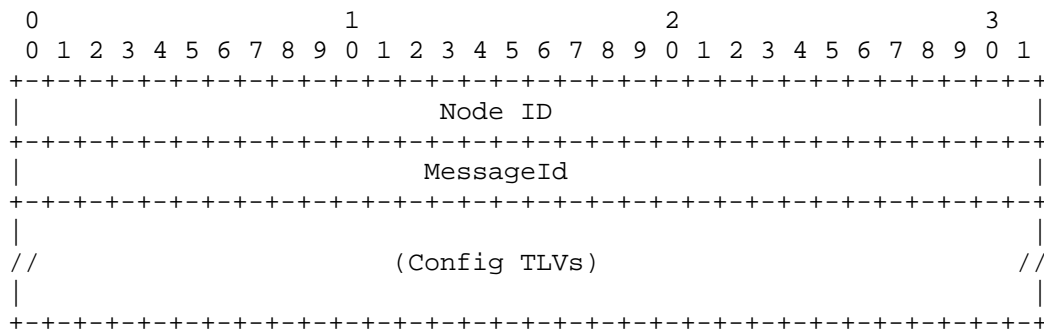 0                   1                   2                   3
 0 1 2 3 4 5 6 7 8 9 0 1 2 3 4 5 6 7 8 9 0 1 2 3 4 5 6 7 8 9 0 1
+-+-+-+-+-+-+-+-+-+-+-+-+-+-+-+-+-+-+-+-+-+-+-+-+-+-+-+-+-+-+-+-+
|                          Node ID                              |
+-+-+-+-+-+-+-+-+-+-+-+-+-+-+-+-+-+-+-+-+-+-+-+-+-+-+-+-+-+-+-+-+
|                         MessageId                             |
+-+-+-+-+-+-+-+-+-+-+-+-+-+-+-+-+-+-+-+-+-+-+-+-+-+-+-+-+-+-+-+-+
|                                                               |
//                      (Config TLVs)                          //
|                                                               |
+-+-+-+-+-+-+-+-+-+-+-+-+-+-+-+-+-+-+-+-+-+-+-+-+-+-+-+-+-+-+-+-+